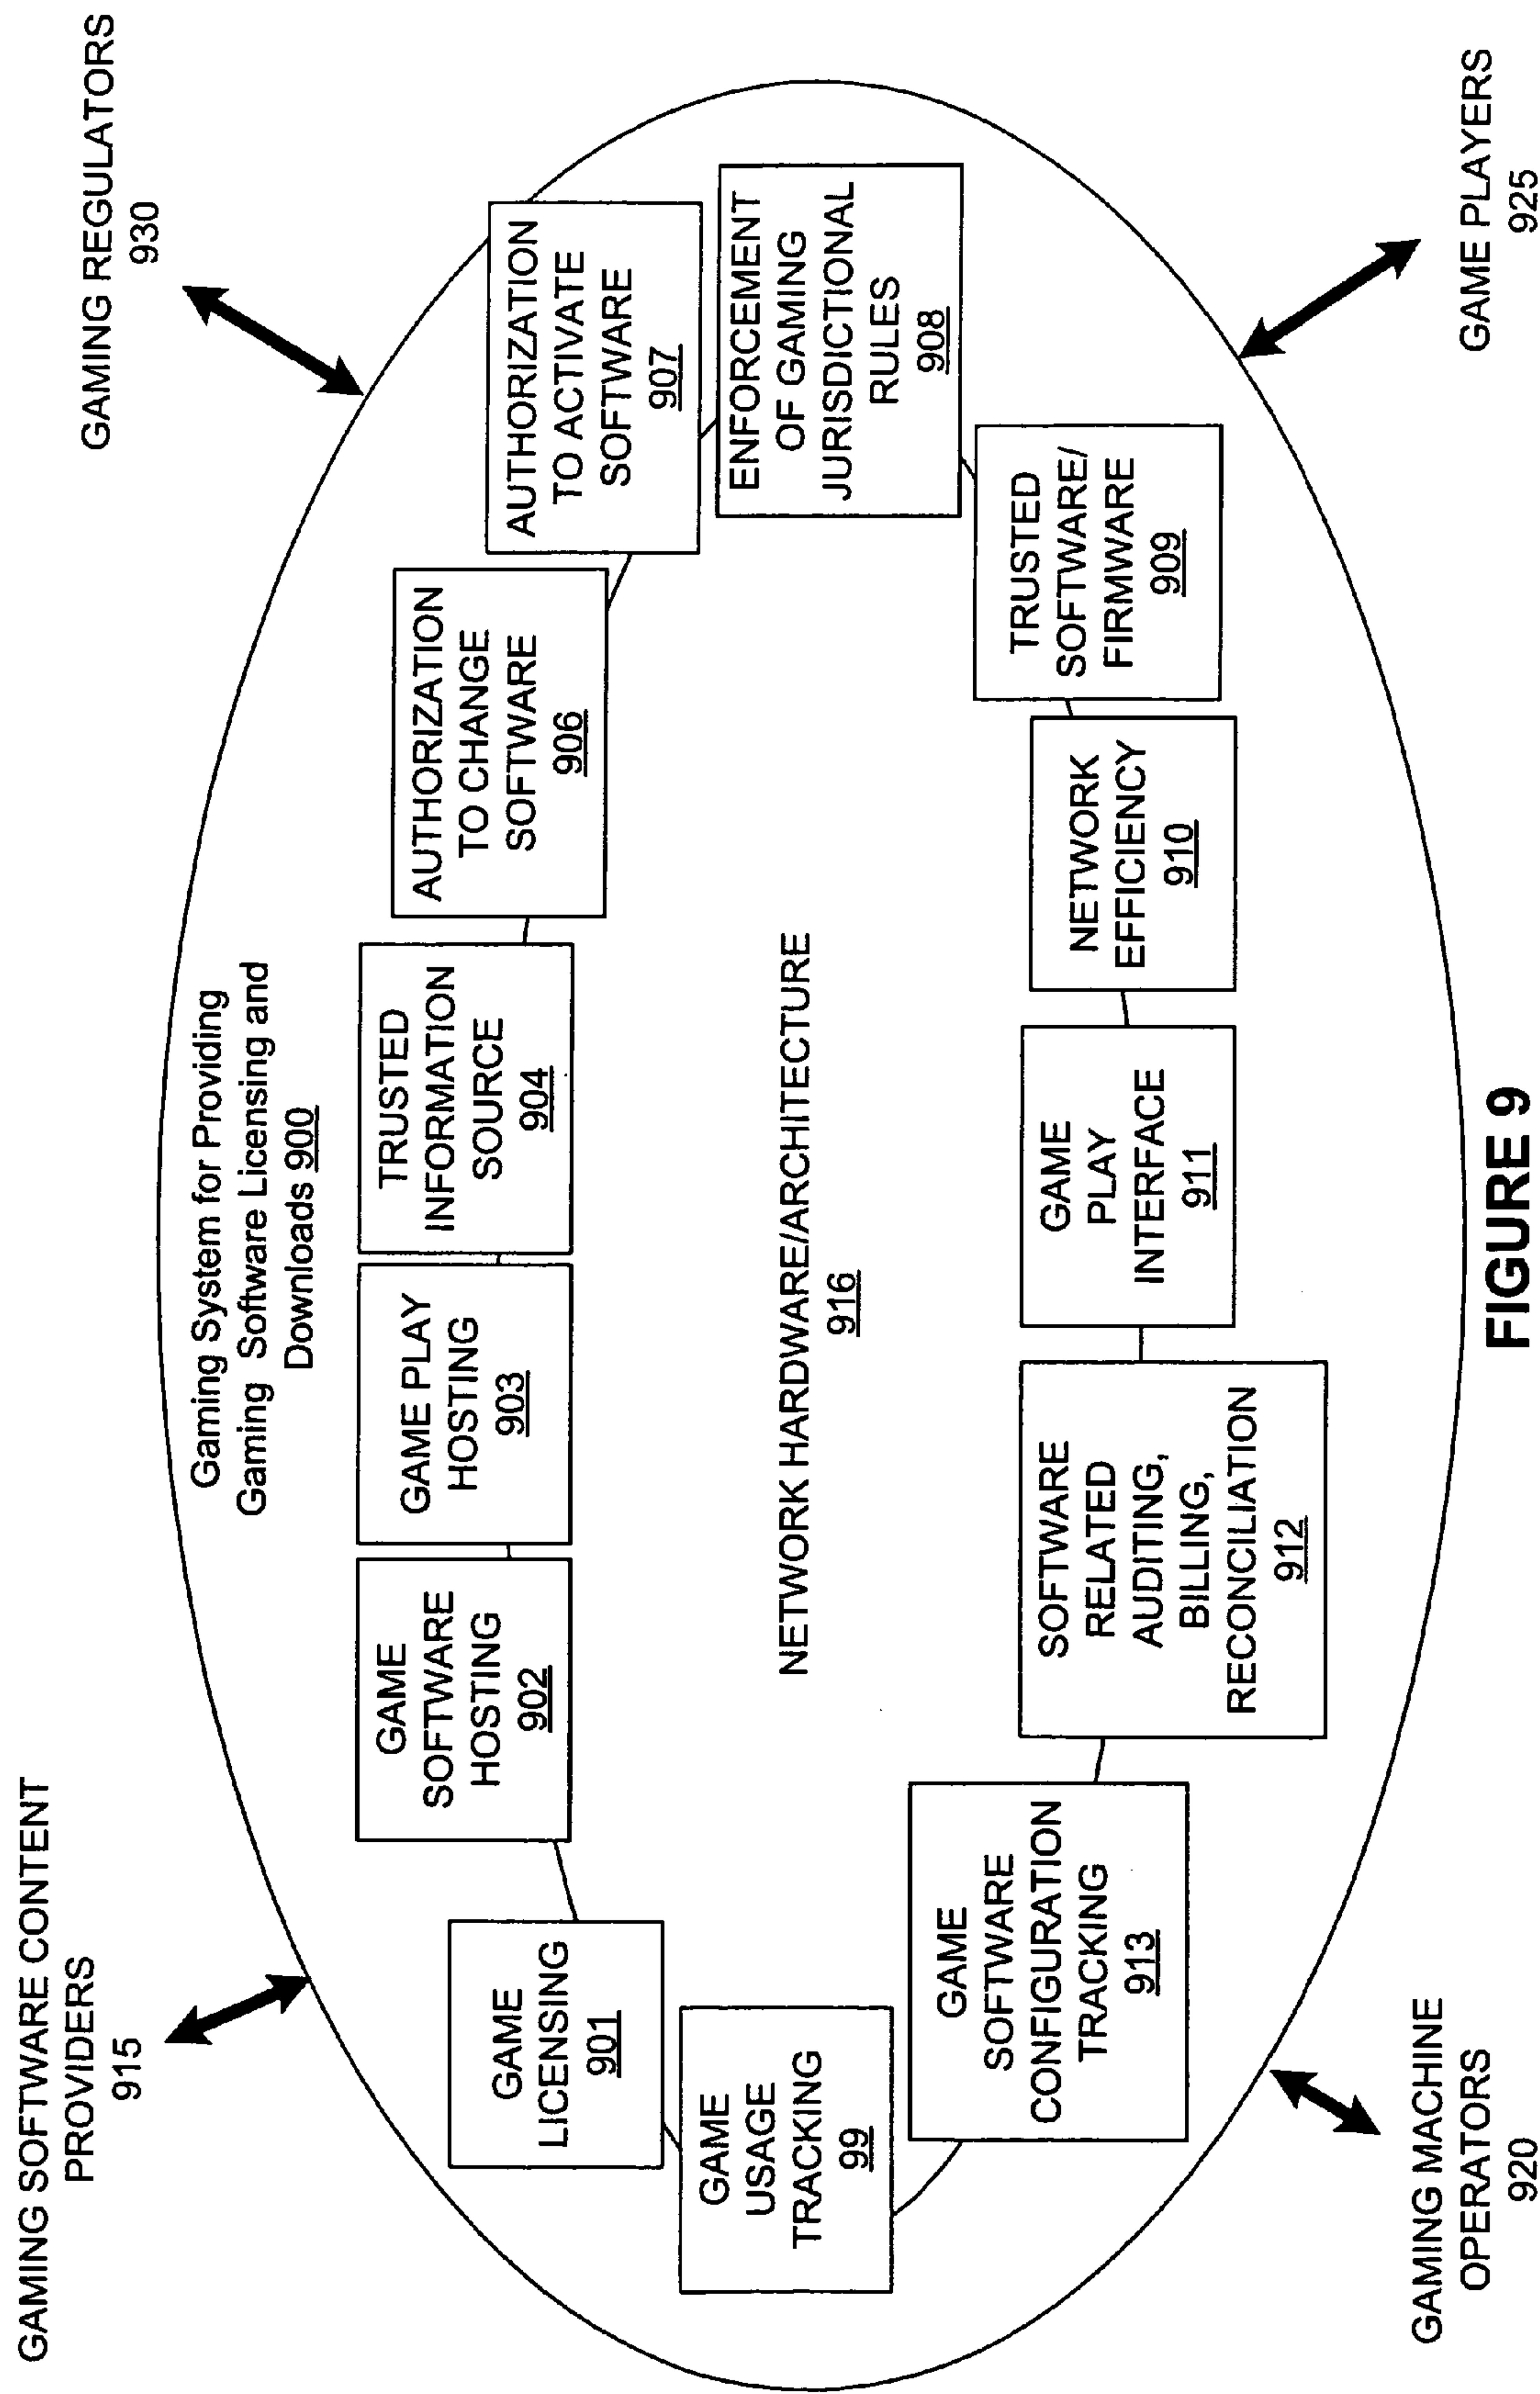 GAMING SOFTWARE CONTENT
PROVIDERS
915
GAMING REGULATORS
930
Gaming System for Providing
Gaming Software Licensing and
Downloads 900
GAME
LICENSING
901
GAME
SOFTWARE
HOSTING
902
GAME PLAY
HOSTING
903
TRUSTED
INFORMATION
SOURCE
904
AUTHORIZATION
TO CHANGE
SOFTWARE
906
AUTHORIZATION
TO ACTIVATE
SOFTWARE
907
GAME
USAGE
TRACKING
99
NETWORK HARDWARE/ARCHITECTURE
916
ENFORCEMENT
OF GAMING
JURISDICTIONAL
RULES
908
GAME
SOFTWARE
CONFIGURATION
TRACKING
913
SOFTWARE
RELATED
AUDITING,
BILLING,
RECONCILIATION
912
GAME
PLAY
INTERFACE
911
NETWORK
EFFICIENCY
910
TRUSTED
SOFTWARE/
FIRMWARE
909
GAMING MACHINE
OPERATORS
920
GAME PLAYERS
925
FIGURE 9